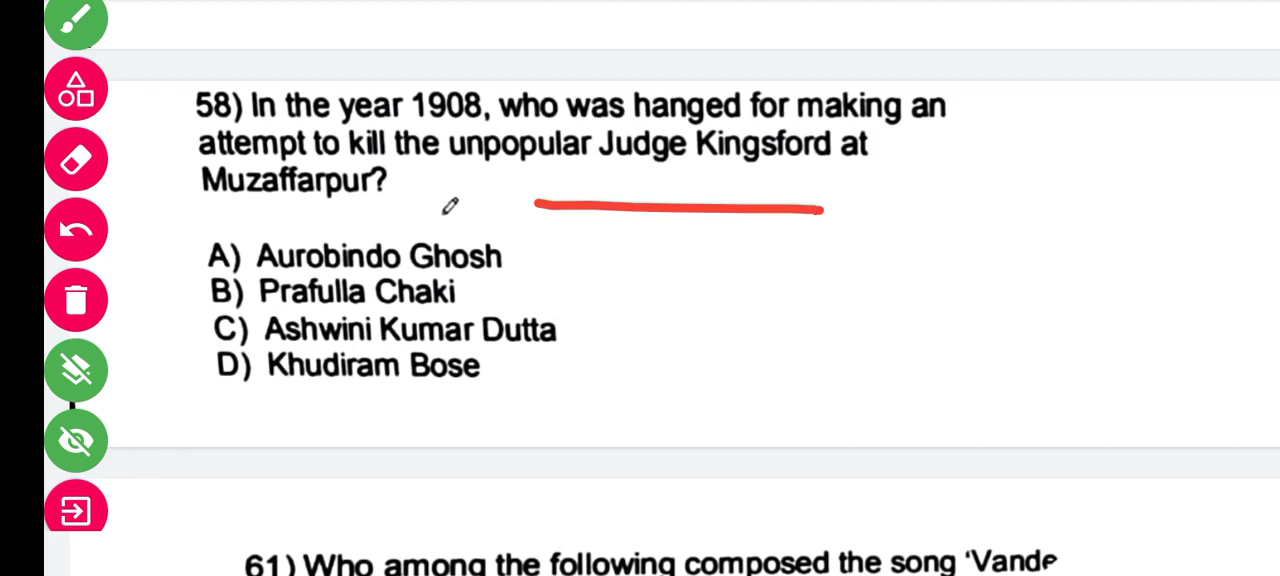 58) In the year 1908, who was hanged for making an
attempt to kill the unpopular Judge Kingsford at
Muzaffarpur?
A) Aurobindo Ghosh
B) Prafulla Chaki
C) Ashwini Kumar Dutta
D) Khudiram Bose
61) Who among the following composed the song 'Vande